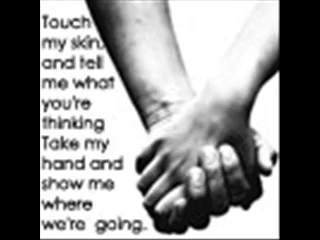 Touch
my skin,
and tell
me what
you're
thinking
Take my
hand and
show me
where
we're going.